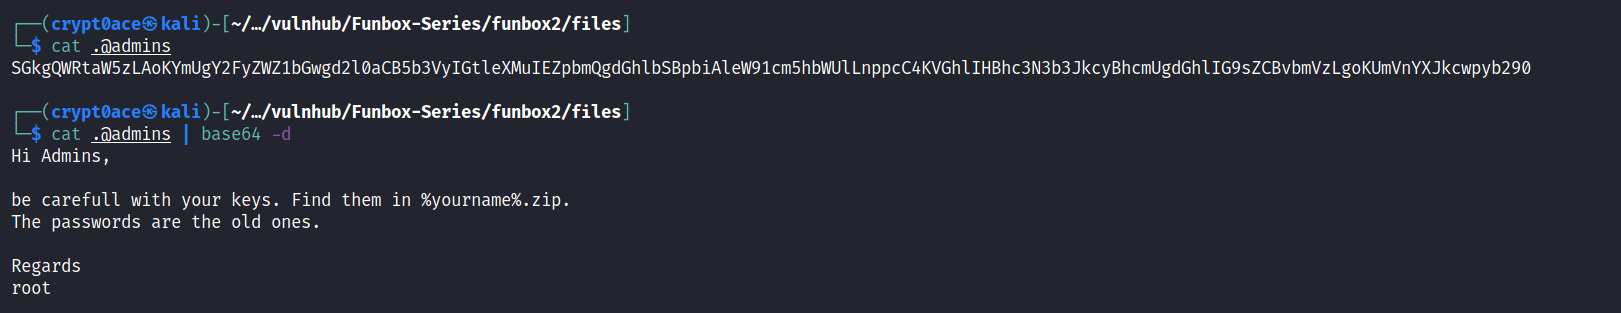 ┌──(crypt0ace㉿kali)-[~/…/vulnhub/Funbox-Series/funbox2/files]
└─$ cat .@admins
SGkgQWRtaW5zLAoKYmUgY2FyZWZ1bGwgd2l0aCB5b3VyIGtleXMuIEZpbmQgdGhlbSBpbiAleW91cm5hbWUlLnppcC4KVGhlIHBhc3N3b3JkcyBhcmUgdGhlIG9sZCBvbmVzLgoKUmVnYXJkcwpyb290
┌──(crypt0ace㉿kali)-[~/…/vulnhub/Funbox-Series/funbox2/files]
└─$ cat .@admins | base64 -d
Hi Admins,
be carefull with your keys. Find them in %yourname%.zip.
The passwords are the old ones.
Regards
root